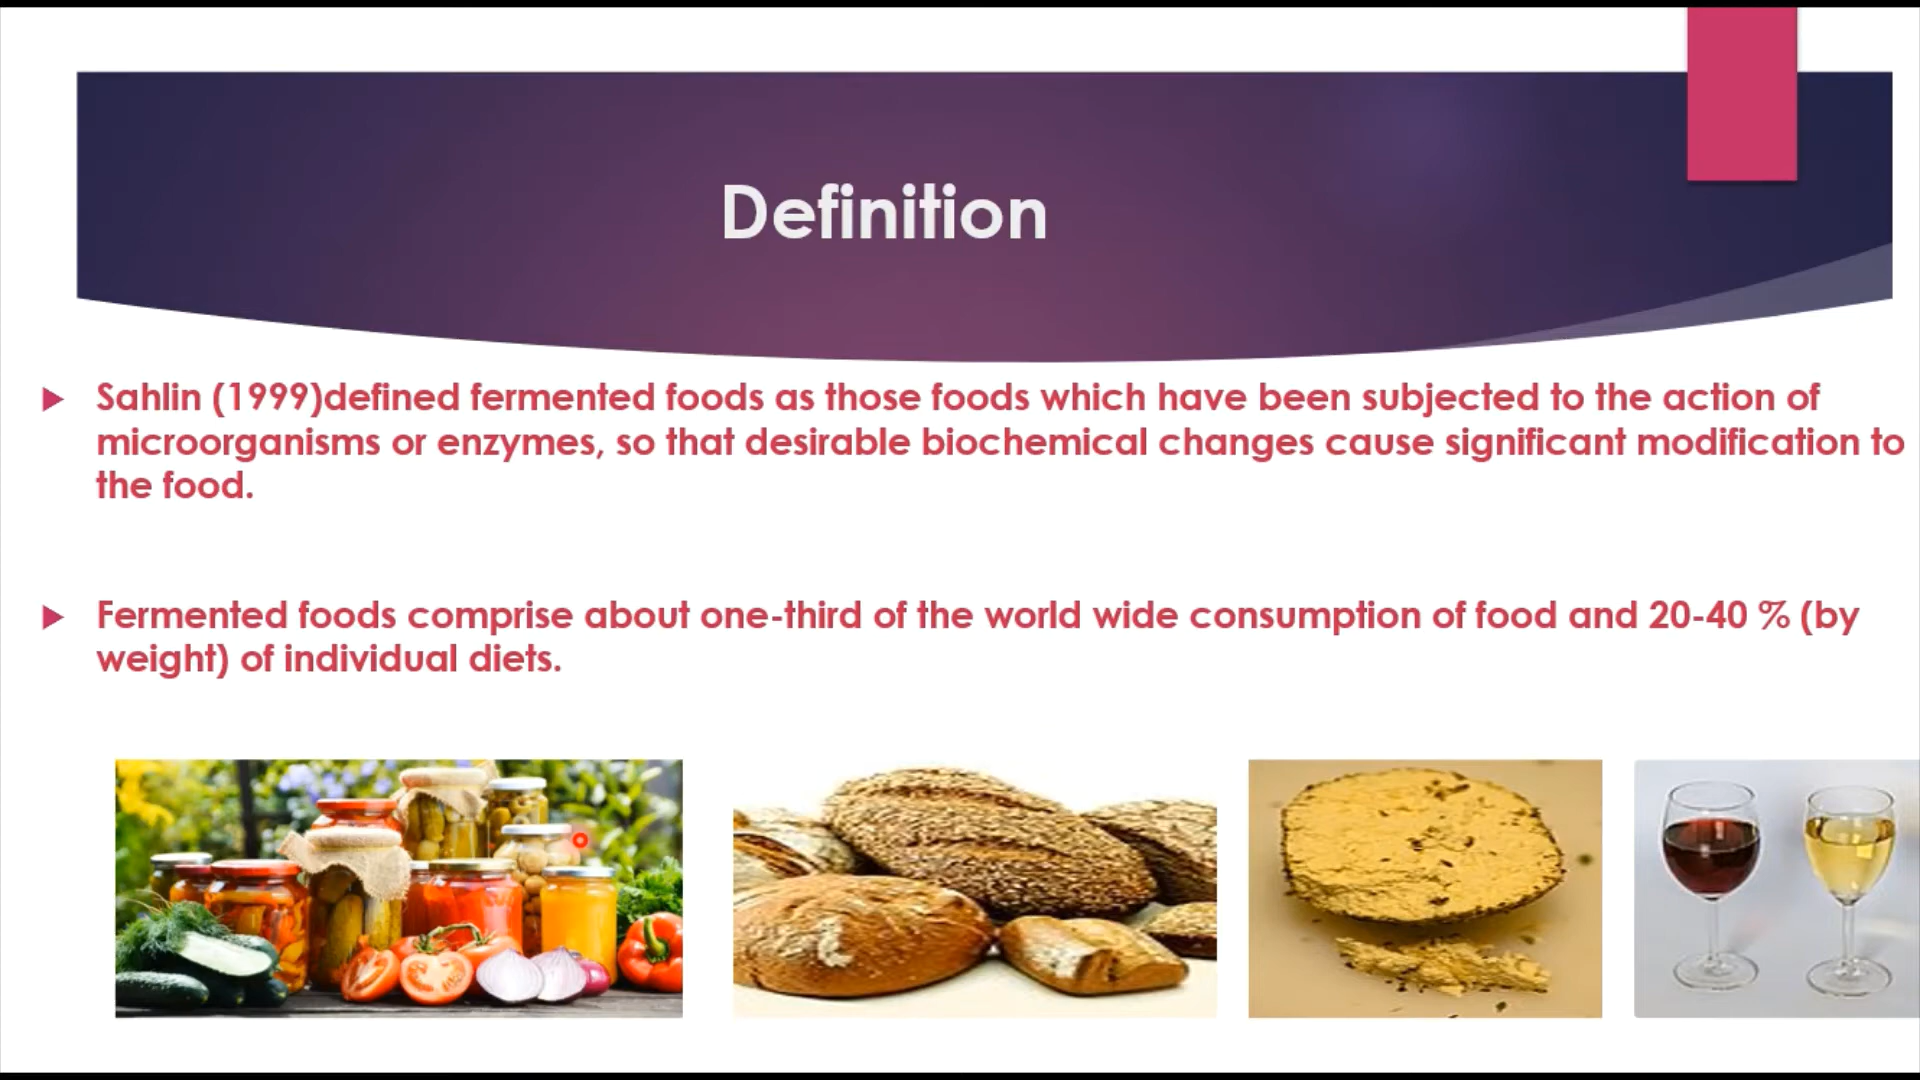 Definition
Sahlin (1999)defined fermented foods as those foods which have been subjected to the action of
microorganisms or enzymes, so that desirable biochemical changes cause significant modification to
the food.
Fermented foods comprise about one-third of the world wide consumption of food and 20-40 % (by
weight) of individual diets.